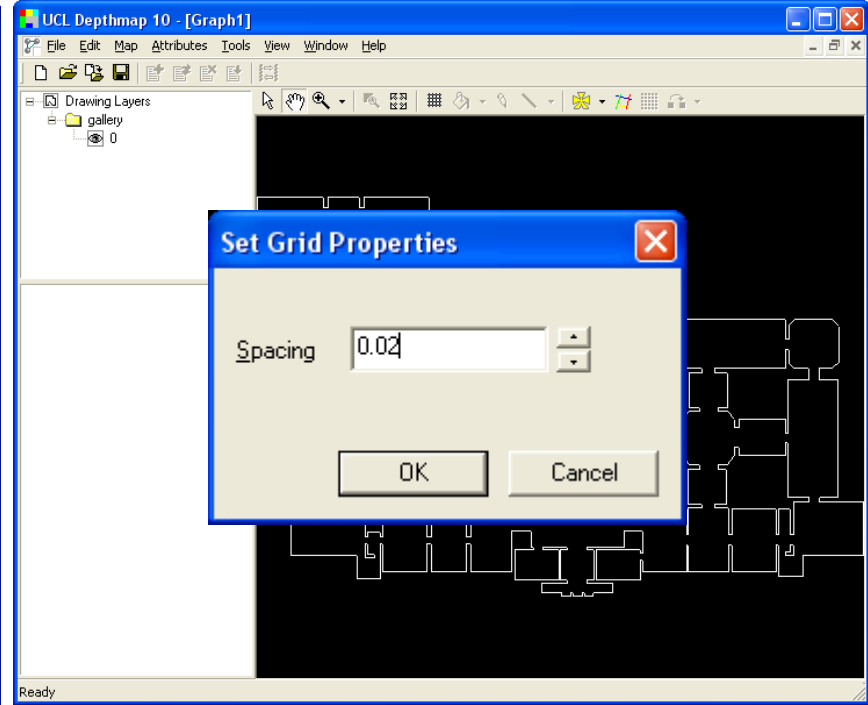 UCL Depthmap 10 - [Graph1]
File Edit Map Attributes Tools View Window Help
Drawing Layers
gallery
0
Set Grid Properties
Spacing 0.02
OK Cancel
Ready